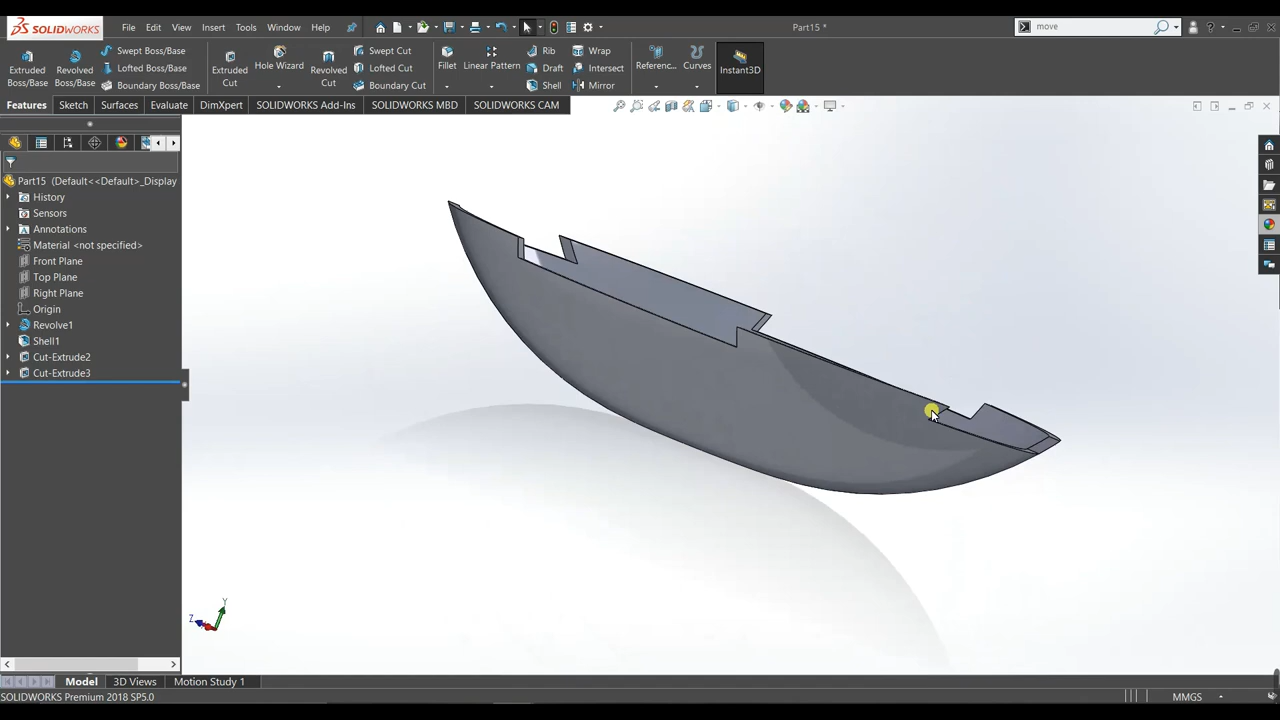 SOLIDWORKS File Edit View Insert Tools Window Help Part15 * move
Extruded Boss/Base Revolved Boss/Base Swept Boss/Base Lofted Boss/Base Boundary Boss/Base Extruded Cut Hole Wizard Revolved Cut Swept Cut Lofted Cut Boundary Cut Fillet Linear Pattern Rib Draft Shell Wrap Intersect Mirror Referenc... Curves Instant3D
Features Sketch Surfaces Evaluate DimXpert SOLIDWORKS Add-Ins SOLIDWORKS MBD SOLIDWORKS CAM
Part15 (Default<<Default>_Display
History
Sensors
Annotations
Material <not specified>
Front Plane
Top Plane
Right Plane
Origin
Revolve1
Shell1
Cut-Extrude2
Cut-Extrude3
Y
Z
Model 3D Views Motion Study 1
SOLIDWORKS Premium 2018 SP5.0 MMGS